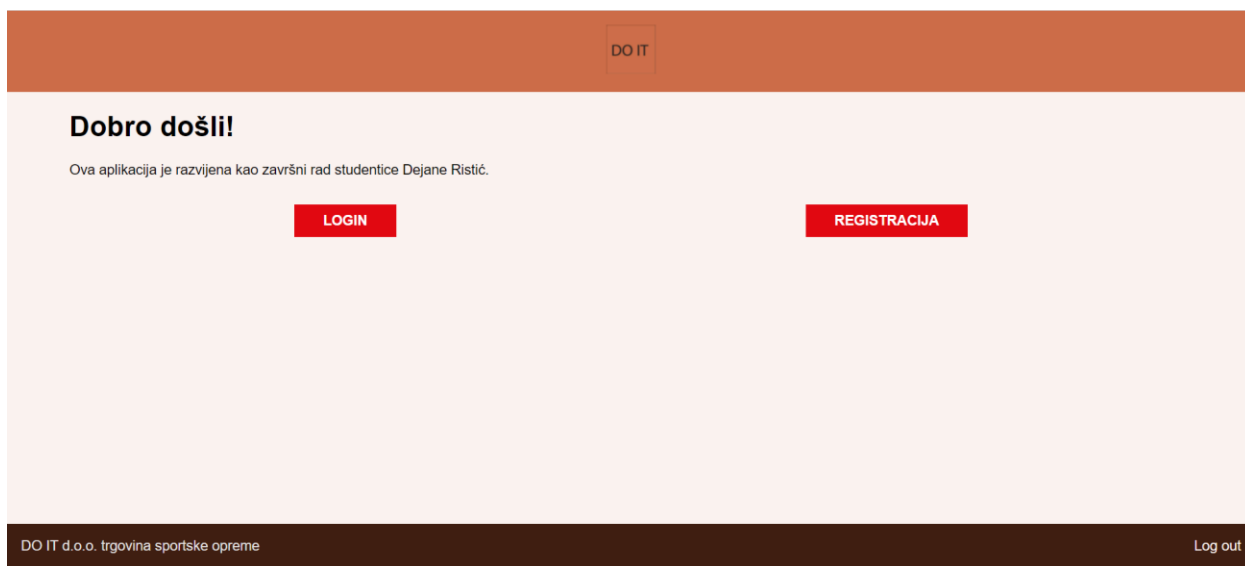 DO IT
Dobro došli!
Ova aplikacija je razvijena kao završni rad studentice Dejane Ristić.
LOGIN
REGISTRACIJA
DO IT d.o.o. trgovina sportske opreme
Log out